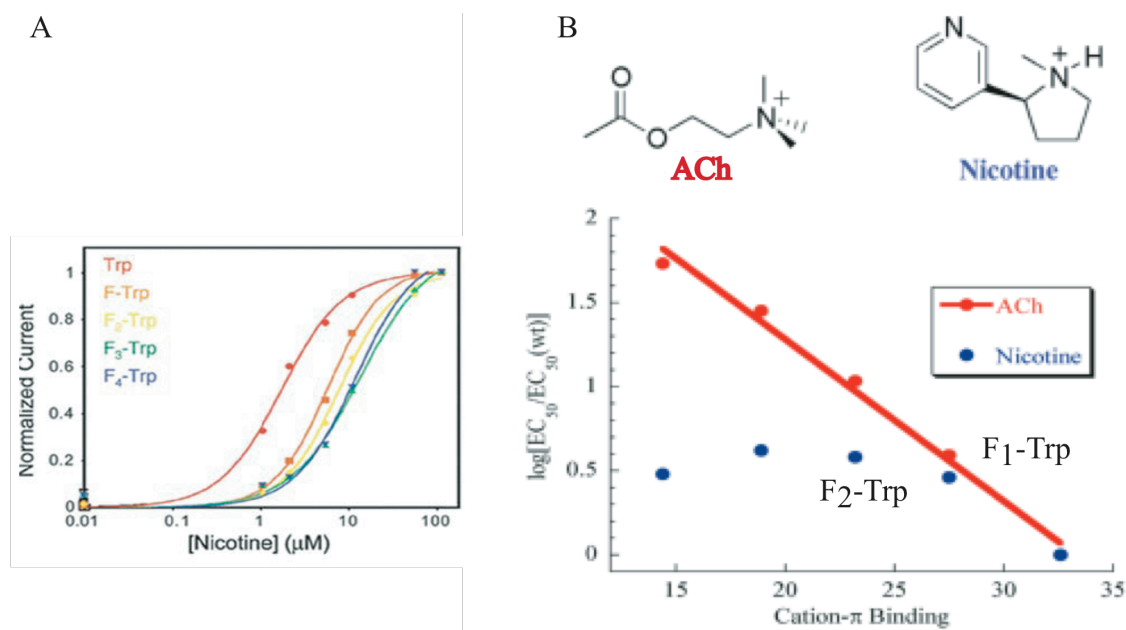 A
Trp
F-Trp
F₂-Trp
F₃-Trp
F₄-Trp
Normalized Current
1
0.8
0.6
0.4
0.2
0
0.01
0.1
1
10
100
[Nicotine] (µM)
B
O
O
N
+
ACh
N
N
+
H
Nicotine
log[EC₅₀/EC₅₀(wt)]
2
1.5
1
0.5
0
ACh
Nicotine
F₁-Trp
F₂-Trp
15
20
25
30
35
Cation-π Binding